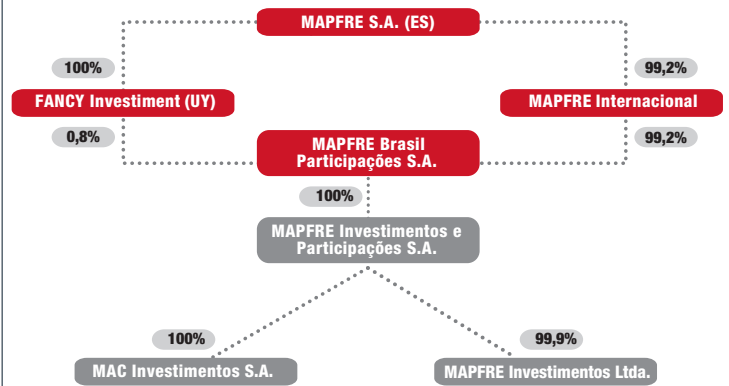 MAPFRE S.A. (ES)
100%
99,2%
FANCY Investiment (UY)
MAPFRE Internacional
0,8%
99,2%
MAPFRE Brasil
Participações S.A.
100%
MAPFRE Investimentos e
Participações S.A.
100%
99,9%
MAC Investimentos S.A.
MAPFRE Investimentos Ltda.